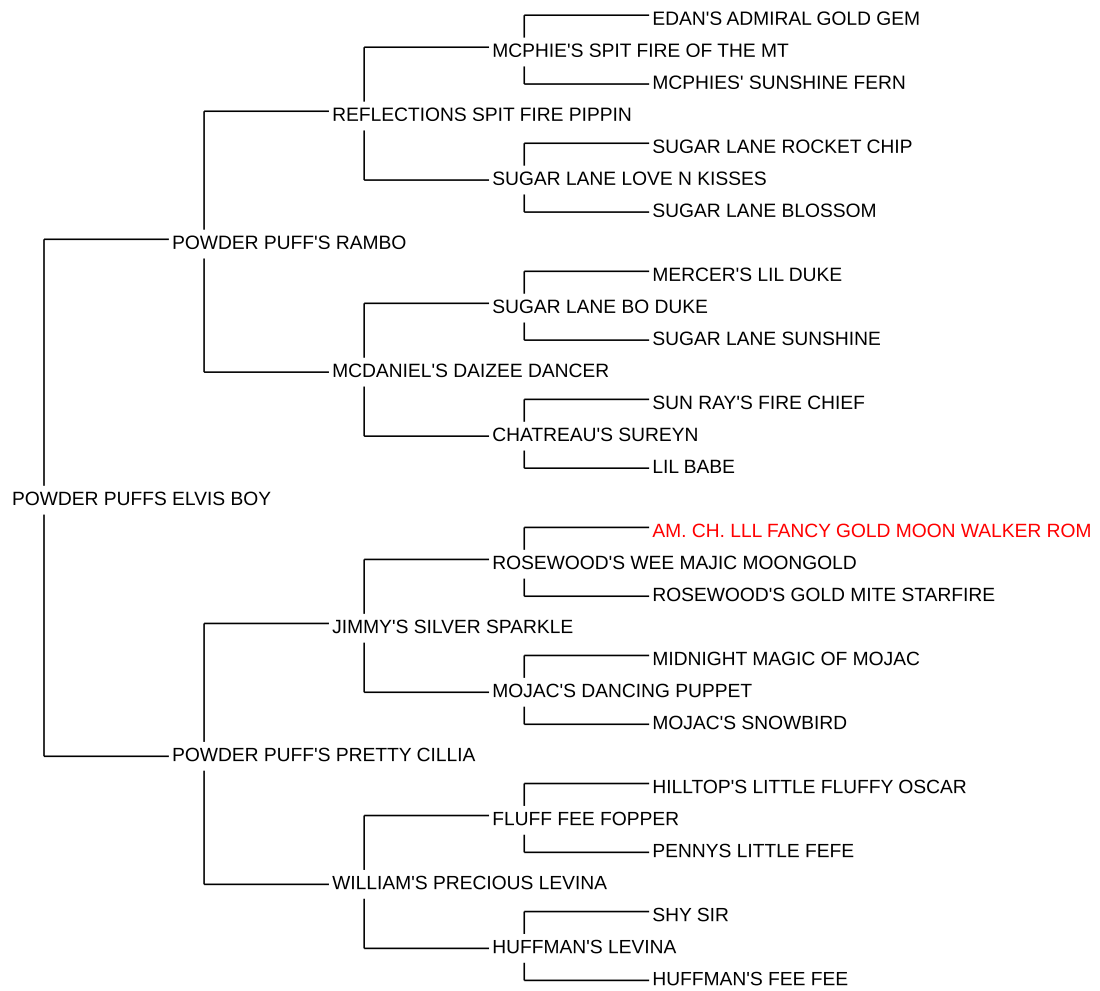 EDAN'S ADMIRAL GOLD GEM
MCPHIE'S SPIT FIRE OF THE MT
MCPHIES' SUNSHINE FERN
REFLECTIONS SPIT FIRE PIPPIN
SUGAR LANE ROCKET CHIP
SUGAR LANE LOVE N KISSES
SUGAR LANE BLOSSOM
POWDER PUFF'S RAMBO
MERCER'S LIL DUKE
SUGAR LANE BO DUKE
SUGAR LANE SUNSHINE
MCDANIEL'S DAIZEE DANCER
SUN RAY'S FIRE CHIEF
CHATREAU'S SUREYN
LIL BABE
POWDER PUFFS ELVIS BOY
AM. CH. LLL FANCY GOLD MOON WALKER ROM
ROSEWOOD'S WEE MAJIC MOONGOLD
ROSEWOOD'S GOLD MITE STARFIRE
JIMMY'S SILVER SPARKLE
MIDNIGHT MAGIC OF MOJAC
MOJAC'S DANCING PUPPET
MOJAC'S SNOWBIRD
POWDER PUFF'S PRETTY CILLIA
HILLTOP'S LITTLE FLUFFY OSCAR
FLUFF FEE FOPPER
PENNYS LITTLE FEFE
WILLIAM'S PRECIOUS LEVINA
SHY SIR
HUFFMAN'S LEVINA
HUFFMAN'S FEE FEE